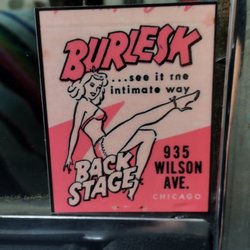 BURLESK
...see it the
intimate way
BACK
STAGE
935
WILSON
AVE.
CHICAGO